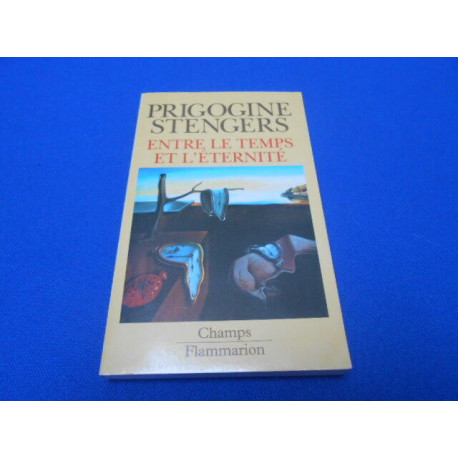 PRIGOGINE
STENGERS
ENTRE LE TEMPS
ET L'ÉTERNITÉ
Champs
Flammarion